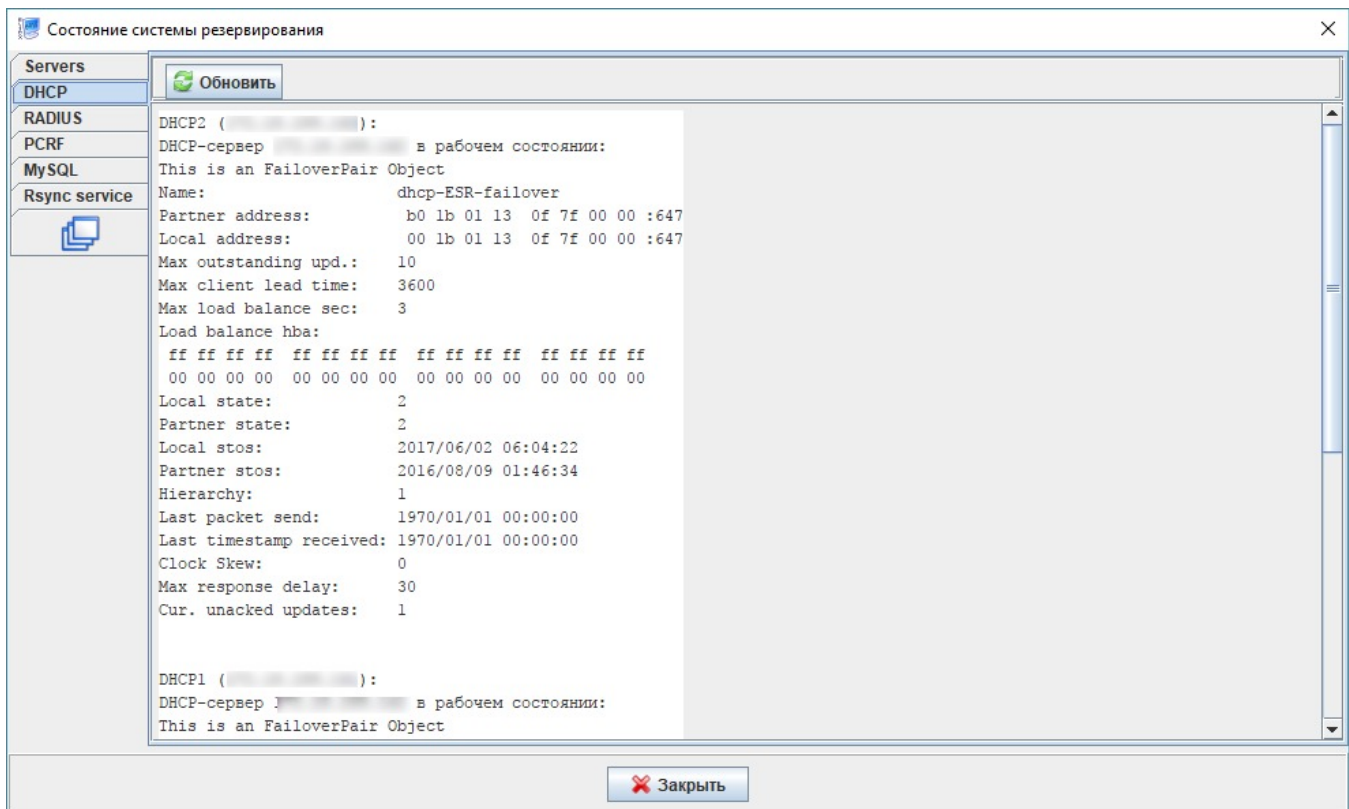 Состояние системы резервирования
Servers
DHCP
RADIUS
PCRF
MySQL
Rsync service
Обновить
DHCP2 ( ):
DHCP-сервер в рабочем состоянии:
This is an FailoverPair Object
Name: dhcp-ESR-failover
Partner address: b0 1b 01 13 0f 7f 00 00 :647
Local address: 00 1b 01 13 0f 7f 00 00 :647
Max outstanding upd.: 10
Max client lead time: 3600
Max load balance sec: 3
Load balance hba:
ff ff ff ff ff ff ff ff ff ff ff ff ff ff ff ff
00 00 00 00 00 00 00 00 00 00 00 00 00 00 00 00
Local state: 2
Partner state: 2
Local stos: 2017/06/02 06:04:22
Partner stos: 2016/08/09 01:46:34
Hierarchy: 1
Last packet send: 1970/01/01 00:00:00
Last timestamp received: 1970/01/01 00:00:00
Clock Skew: 0
Max response delay: 30
Cur. unacked updates: 1
DHCP1 ( ):
DHCP-сервер в рабочем состоянии:
This is an FailoverPair Object
Закрыть